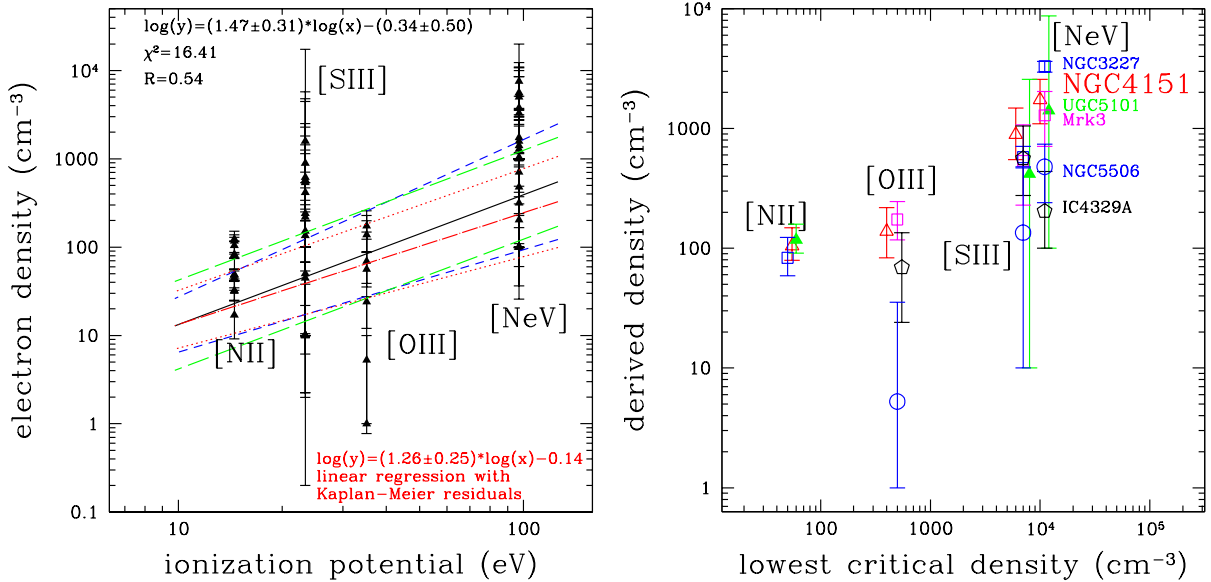 log(y)=(1.47±0.31)*log(x)−(0.34±0.50)
χ²=16.41
R=0.54
[SIII]
[NII]
[OIII]
[NeV]
log(y)=(1.26±0.25)*log(x)−0.14
linear regression with
Kaplan−Meier residuals
10⁴
1000
100
10
1
0.1
10
100
electron density (cm⁻³)
ionization potential (eV)
[NeV]
NGC3227
NGC4151
UGC5101
Mrk3
NGC5506
IC4329A
[OIII]
[NII]
[SIII]
10⁴
1000
100
10
1
100
1000
10⁴
10⁵
derived density (cm⁻³)
lowest critical density (cm⁻³)